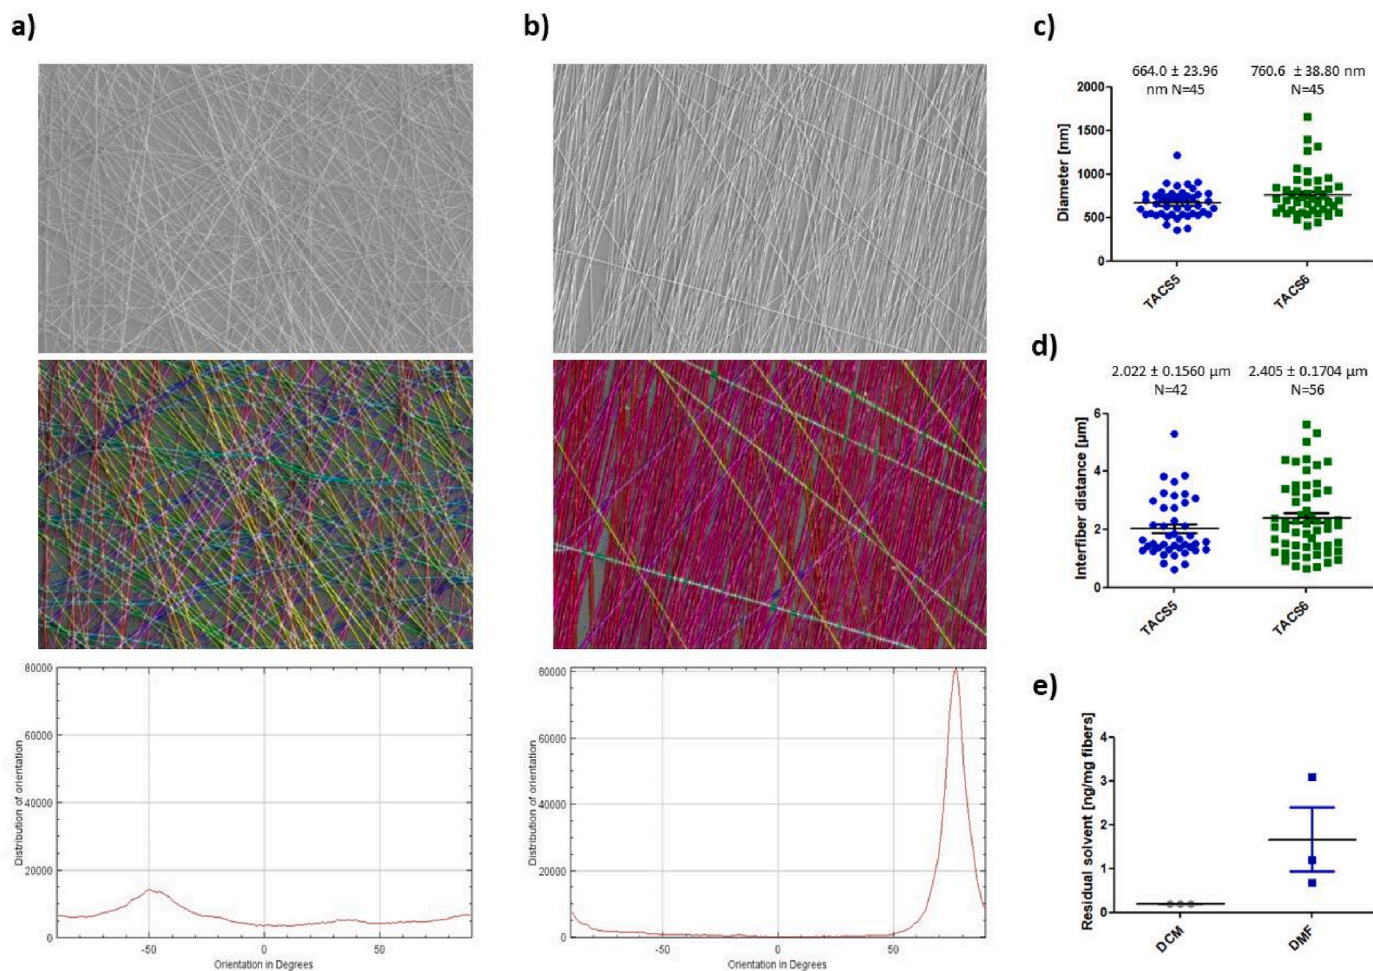 a)
b)
c)
664.0 ± 23.96
nm N=45
760.6 ± 38.80 nm
N=45
Diameter [nm]
2000
1500
1000
500
0
TACS5
TACS6
d)
2.022 ± 0.1560 µm
N=42
2.405 ± 0.1704 µm
N=56
Interfiber distance [µm]
6
4
2
0
TACS5
TACS6
Distribution of orientation
80000
60000
40000
20000
0
-50
0
50
Orientation in Degrees
Distribution of orientation
80000
60000
40000
20000
0
-50
0
50
Orientation in Degrees
e)
Residual solvent [ng/mg fibers]
4
3
2
1
0
DCM
DMF